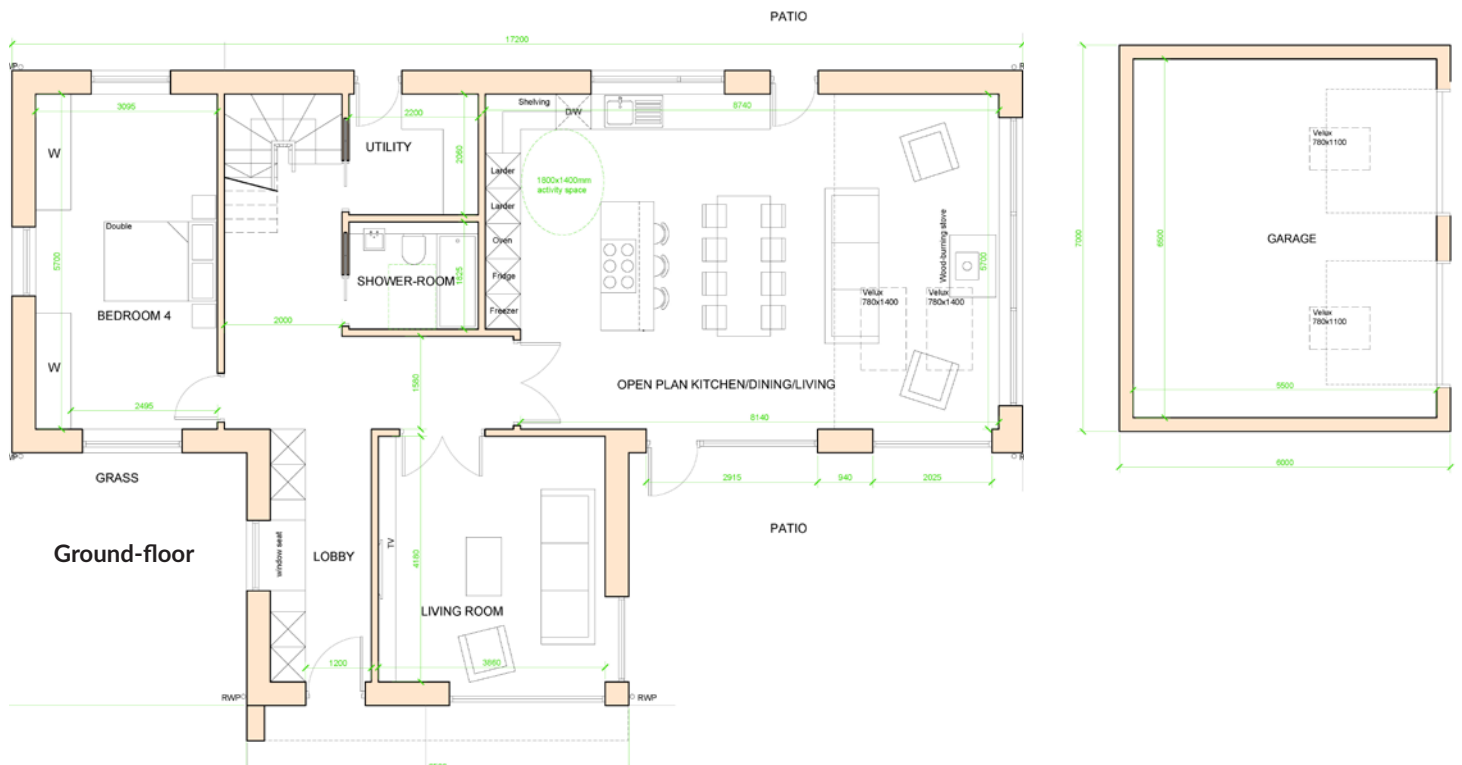 PATIO
17200
3095
2200
Shelving
D/W
8740
W
UTILITY
2060
Velux
780x1100
Larder
1800x1400mm
activity space
Larder
Double
5700
Oven
Wood-burning stove
5700
7000
6500
GARAGE
SHOWER-ROOM
1825
Fridge
Velux
780x1400
Velux
780x1400
BEDROOM 4
2000
Freezer
Velux
780x1100
W
1580
OPEN PLAN KITCHEN/DINING/LIVING
5500
2495
8140
6000
GRASS
2915
940
2025
PATIO
Ground-floor
window seat
LOBBY
TV
4180
LIVING ROOM
1200
3660
RWP
RWP